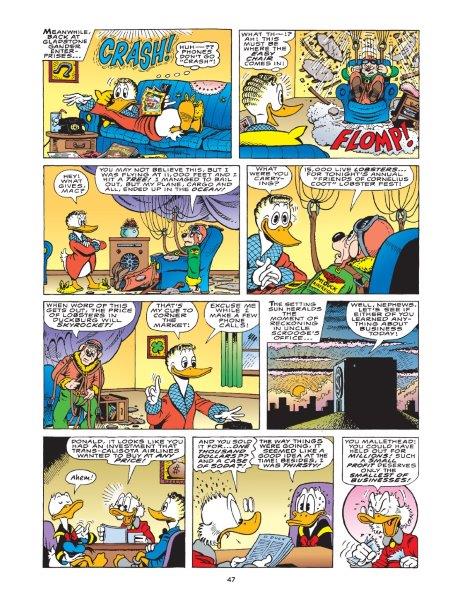 MEANWHILE,
BACK AT
GLADSTONE
GANDER
ENTER-
PRISES...
CRASH!
HUH--??
PHONES
DON'T GO
"CRASH"!
WHAT TH--!?
AH! THIS
MUST BE
WHERE THE
EASY
CHAIR
COMES IN!
FLOMP!
HEY!
WHAT
GIVES,
MAC?
YOU MAY NOT BELIEVE THIS, BUT I
WAS FLYING AT 11,000 FEET AND I
HIT A TREE! I MANAGED TO BAIL
OUT, BUT MY PLANE, CARGO AND
ALL, ENDED UP IN THE OCEAN!
WHAT
WERE YOU
CARRY-
ING?
15,000 LIVE LOBSTERS...
FOR TONIGHT'S ANNUAL
"FRIENDS OF CORNELIUS
COOT" LOBSTER FEST!
WHEN WORD OF THIS
GETS OUT, THE PRICE
OF LOBSTERS IN
DUCKBURG WILL
SKYROCKET!
THAT'S
MY CUE TO
CORNER
THE
MARKET!
EXCUSE ME
WHILE I
MAKE A FEW
PHONE
CALLS!
THE SETTING
SUN HERALDS
THE
MOMENT OF
RECKONING
IN UNCLE
SCROOGE'S
OFFICE...
WELL, NEPHEWS,
LET'S SEE IF
EITHER OF YOU
LEARNED ANY-
THING ABOUT
BUSINESS
TODAY!
DONALD, IT LOOKS LIKE YOU
HAD AN INVESTMENT THAT
TRANS-CALISOTA AIRLINES
WANTED TO BUY AT ANY
PRICE!
Ahem!
AND YOU SOLD
IT FOR...ONE
THOUSAND
DOLLARS?!
AND A CASE
OF SODA?!
THE WAY THINGS
WERE GOING, IT
SEEMED LIKE A
GOOD IDEA AT THE
TIME! BESIDES, I
WAS THIRSTY!
YOU MALLETHEAD!
YOU COULD HAVE
HELD OUT FOR
MILLIONS! SUCH
A SMALL
PROFIT DESERVES
ONLY THE
SMALLEST OF
BUSINESSES!
47